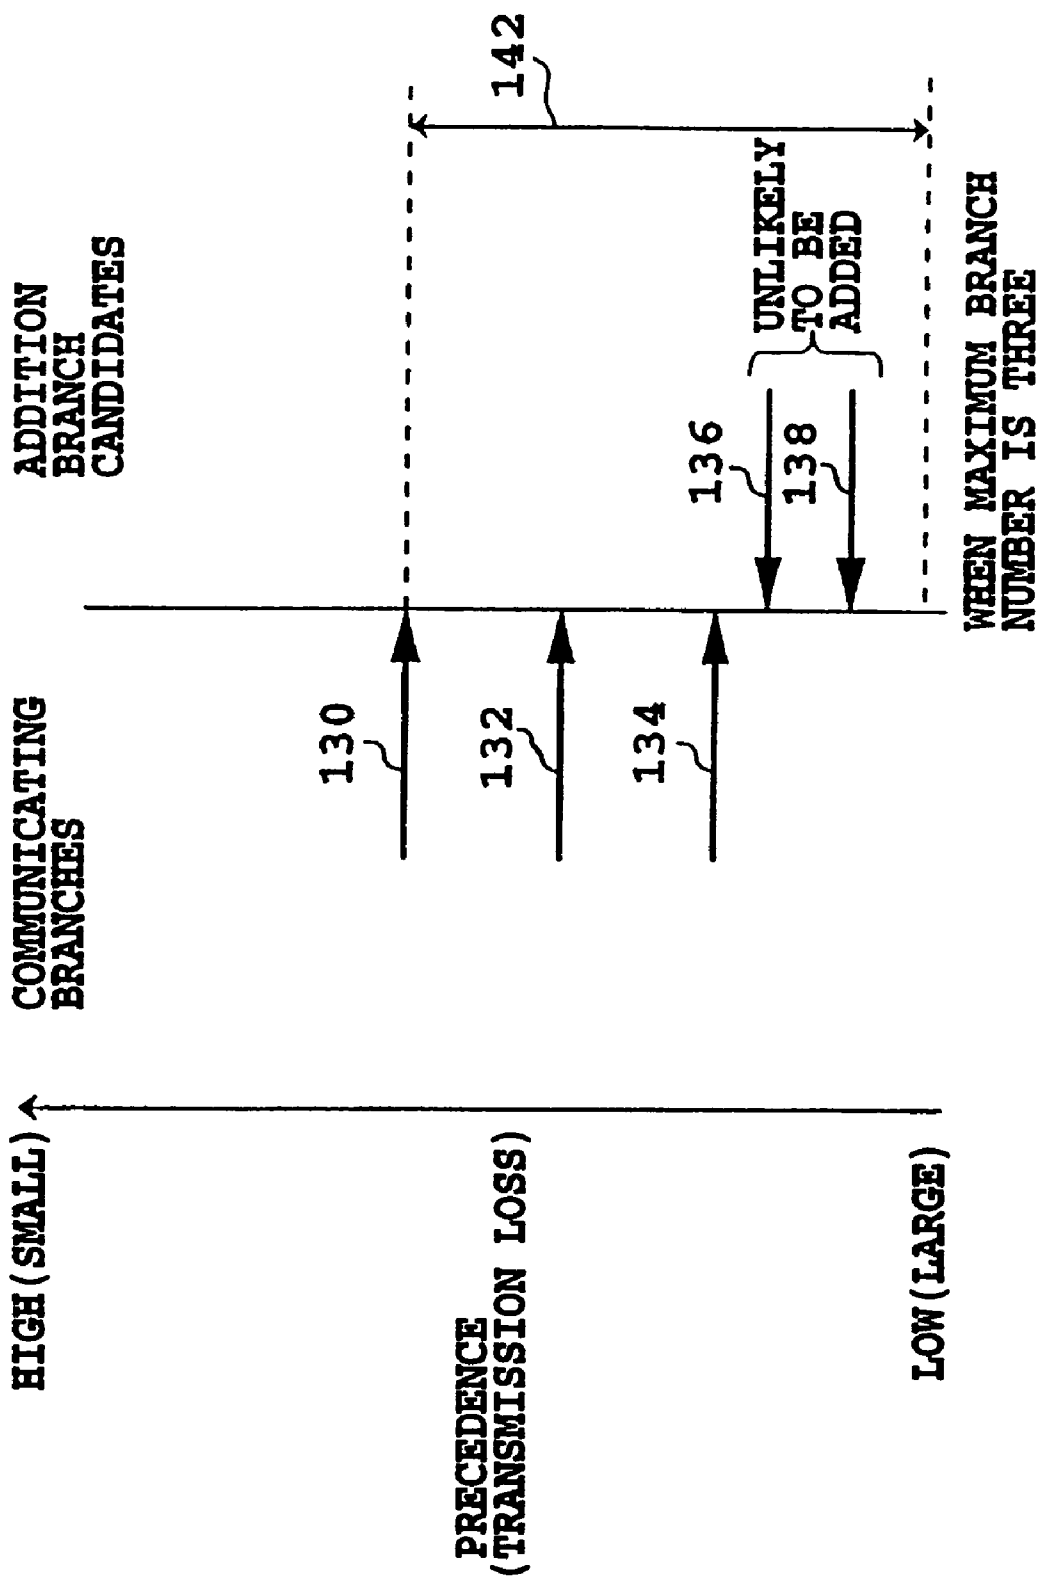 HIGH(SMALL)
PRECEDENCE
(TRANSMISSION LOSS)
LOW(LARGE)
COMMUNICATING
BRANCHES
130
132
134
ADDITION
BRANCH
CANDIDATES
136
138
UNLIKELY
TO BE
ADDED
142
WHEN MAXIMUM BRANCH
NUMBER IS THREE